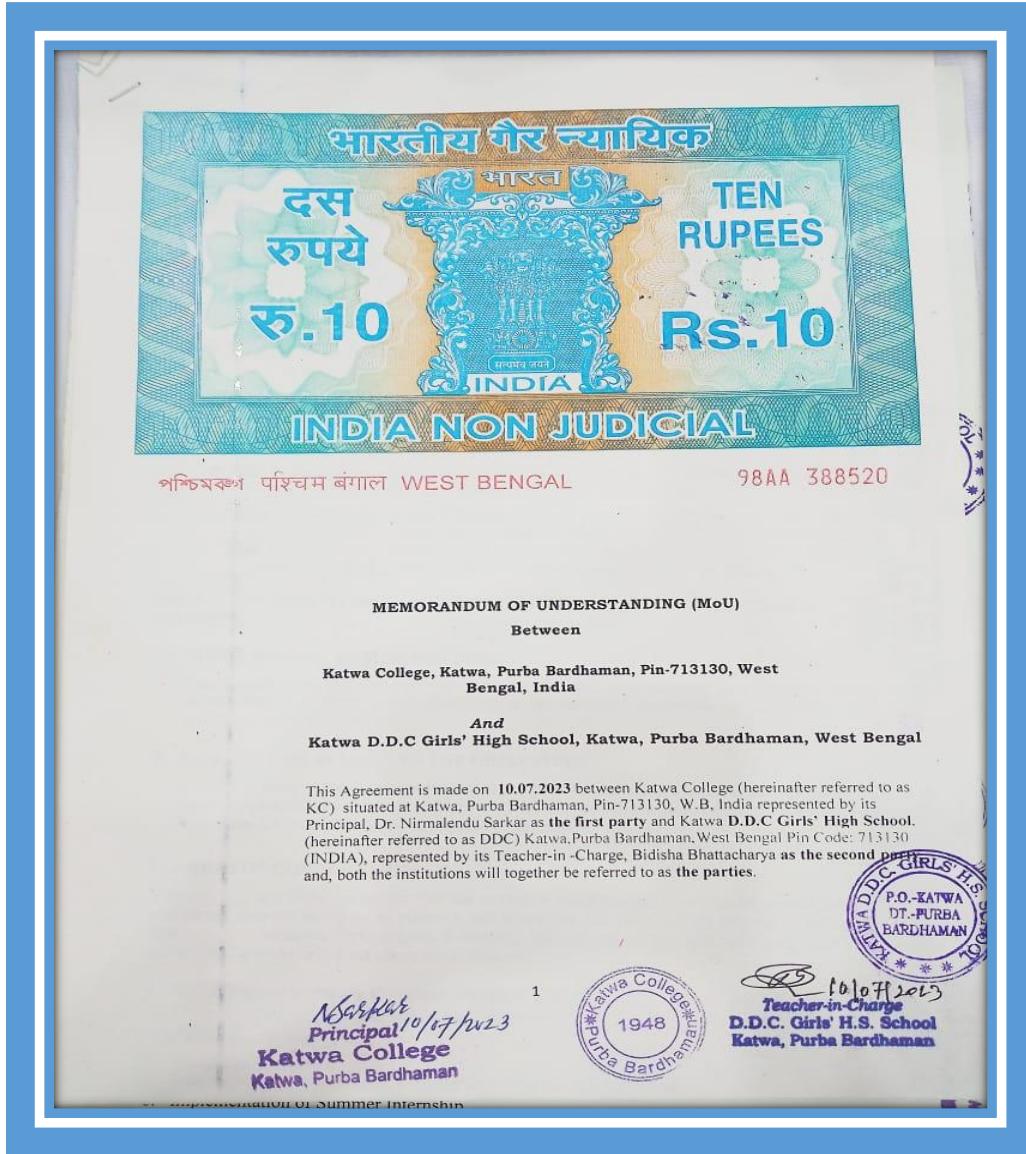 भारतीय गैर न्यायिक
भारत
दस
रुपये
रु.10
TEN
RUPEES
Rs.10
सत्यमेव जयते
INDIA
INDIA NON JUDICIAL
পশ্চিমবঙ্গ पश्चिम बंगाल WEST BENGAL
98AA 388520
MEMORANDUM OF UNDERSTANDING (MoU)
Between
Katwa College, Katwa, Purba Bardhaman, Pin-713130, West
Bengal, India
And
Katwa D.D.C Girls' High School, Katwa, Purba Bardhaman, West Bengal
This Agreement is made on 10.07.2023 between Katwa College (hereinafter referred to as
KC) situated at Katwa, Purba Bardhaman, Pin-713130, W.B, India represented by its
Principal, Dr. Nirmalendu Sarkar as the first party and Katwa D.D.C Girls' High School.
(hereinafter referred to as DDC) Katwa.Purba Bardhaman.West Bengal Pin Code: 713130
(INDIA), represented by its Teacher-in -Charge, Bidisha Bhattacharya as the second party
and, both the institutions will together be referred to as the parties.
KATWA D.D.C. GIRLS' H.S. SCHOOL
P.O.-KATWA
DT.-PURBA
BARDHAMAN
1
NSarkar
10/07/2023
Principal
Katwa College
Katwa, Purba Bardhaman
Katwa College
1948
Purba Bardhaman
10/07/2023
Teacher-in-Charge
D.D.C. Girls' H.S. School
Katwa, Purba Bardhaman
Implementation of Summer Internship